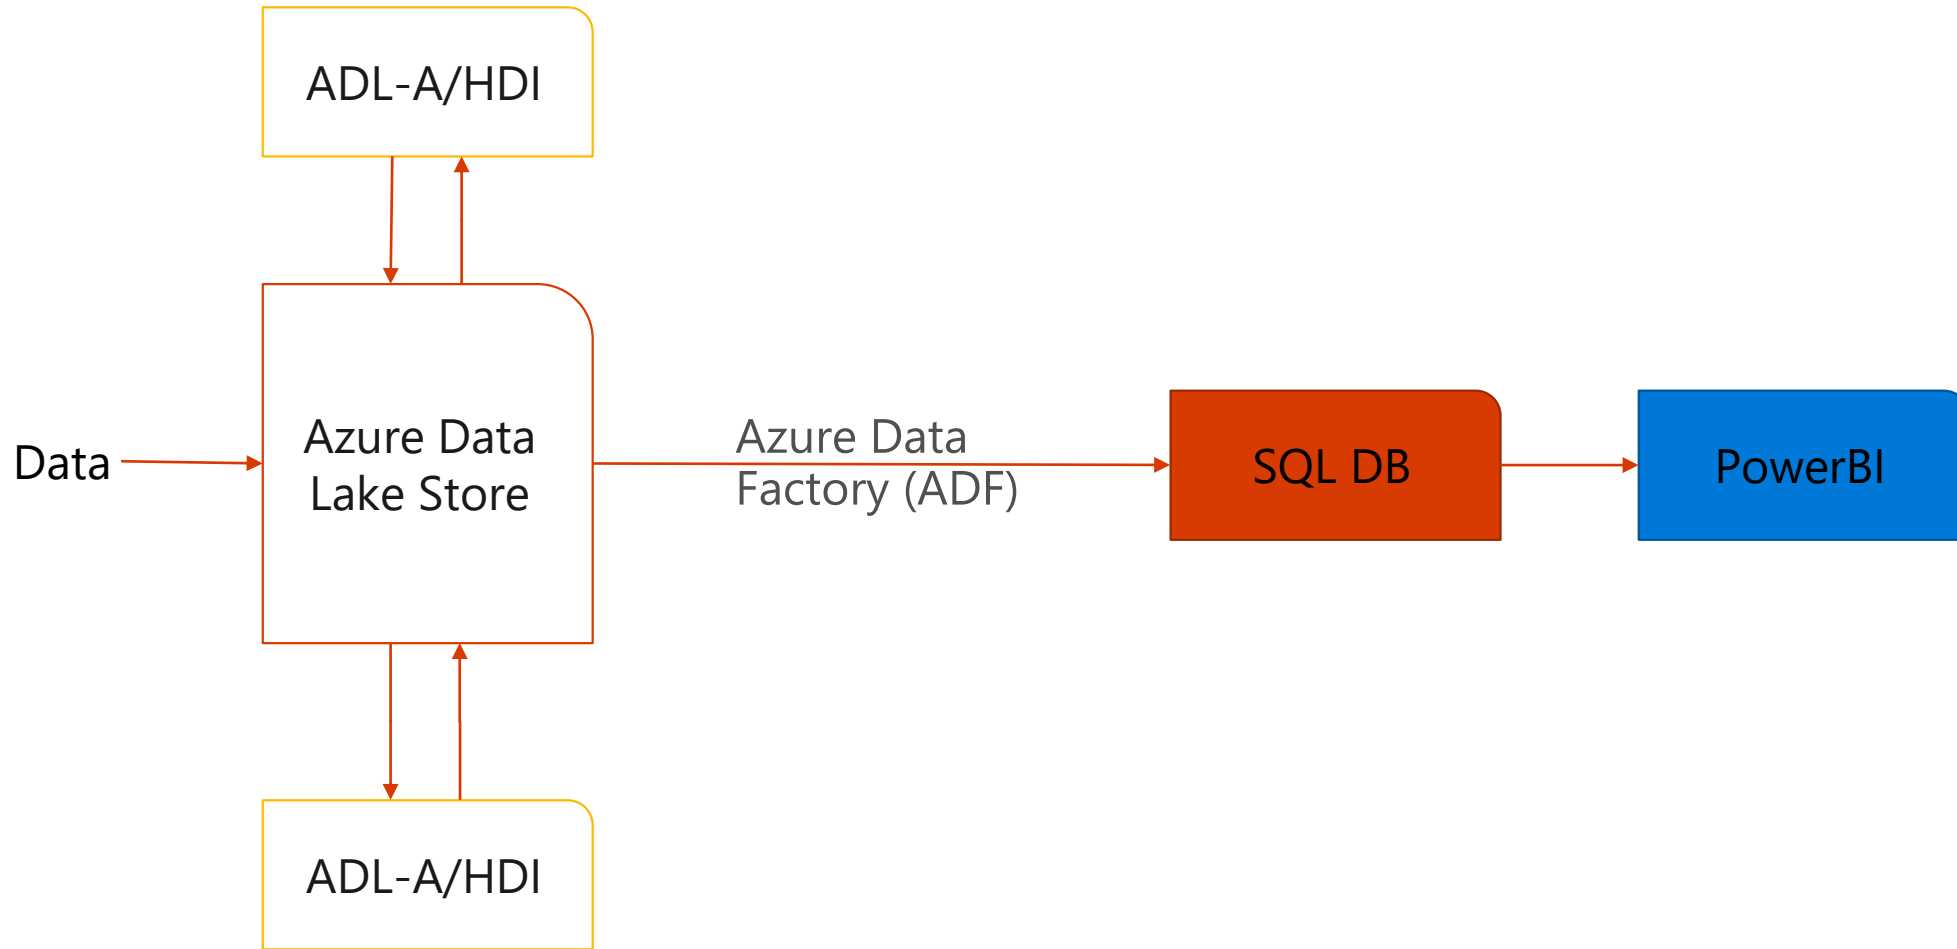 ADL-A/HDI
Data
Azure Data
Lake Store
Azure Data
Factory (ADF)
SQL DB
PowerBI
ADL-A/HDI